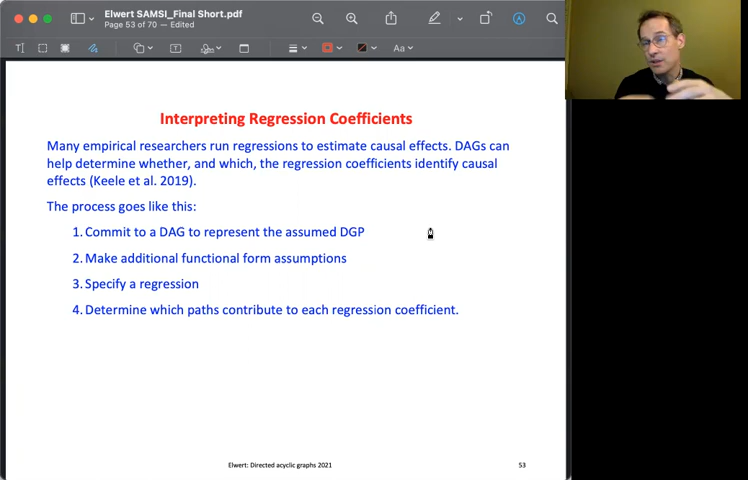 Elwert SAMSI_Final Short.pdf
Page 53 of 70 — Edited
Aa
Interpreting Regression Coefficients
Many empirical researchers run regressions to estimate causal effects. DAGs can
help determine whether, and which, the regression coefficients identify causal
effects (Keele et al. 2019).
The process goes like this:
1. Commit to a DAG to represent the assumed DGP
2. Make additional functional form assumptions
3. Specify a regression
4. Determine which paths contribute to each regression coefficient.
Elwert: Directed acyclic graphs 2021
53